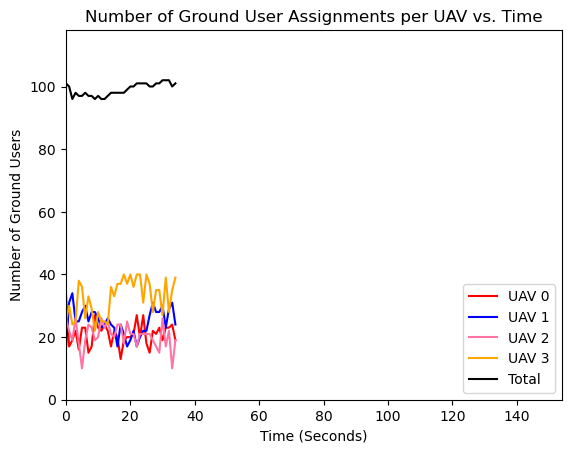 Number of Ground User Assignments per UAV vs. Time
Number of Ground Users
100
80
60
40
20
0
0 20 40 60 80 100 120 140
Time (Seconds)
UAV 0
UAV 1
UAV 2
UAV 3
Total